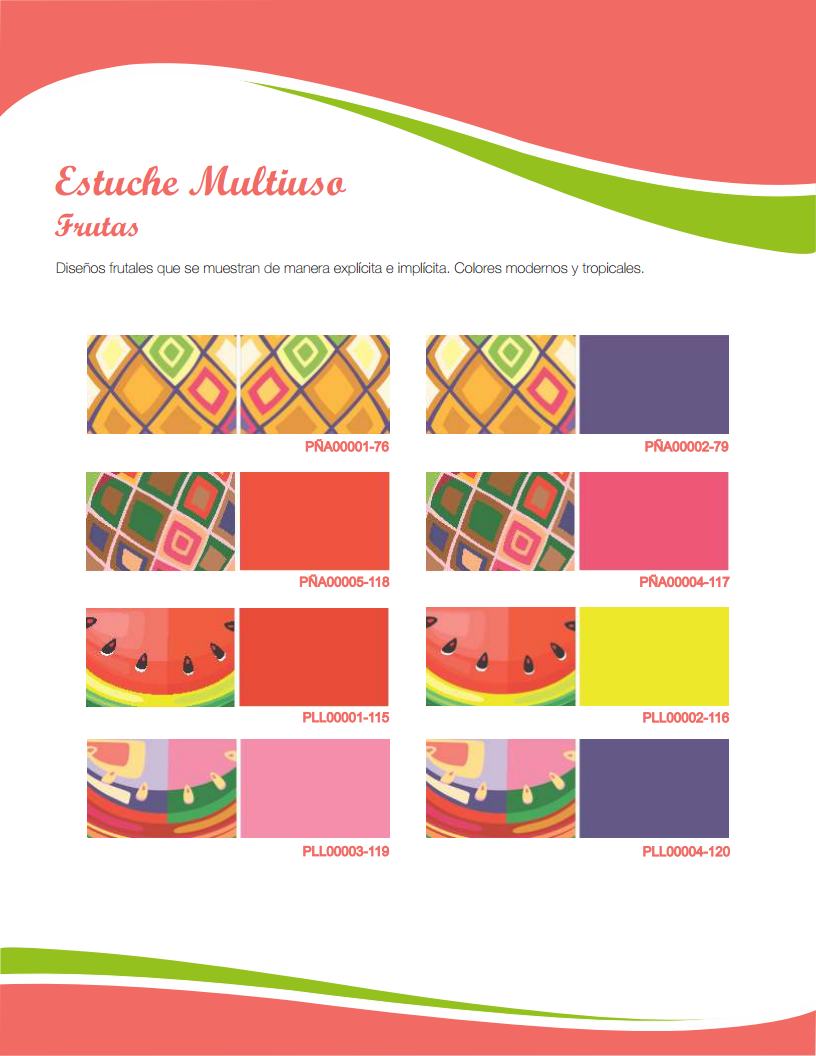 Estuche Multiuso
Frutas
Diseños frutales que se muestran de manera explícita e implícita. Colores modernos y tropicales.
PÑA00001-76
PÑA00002-79
PÑA00005-118
PÑA00004-117
PLL00001-115
PLL00002-116
PLL00003-119
PLL00004-120